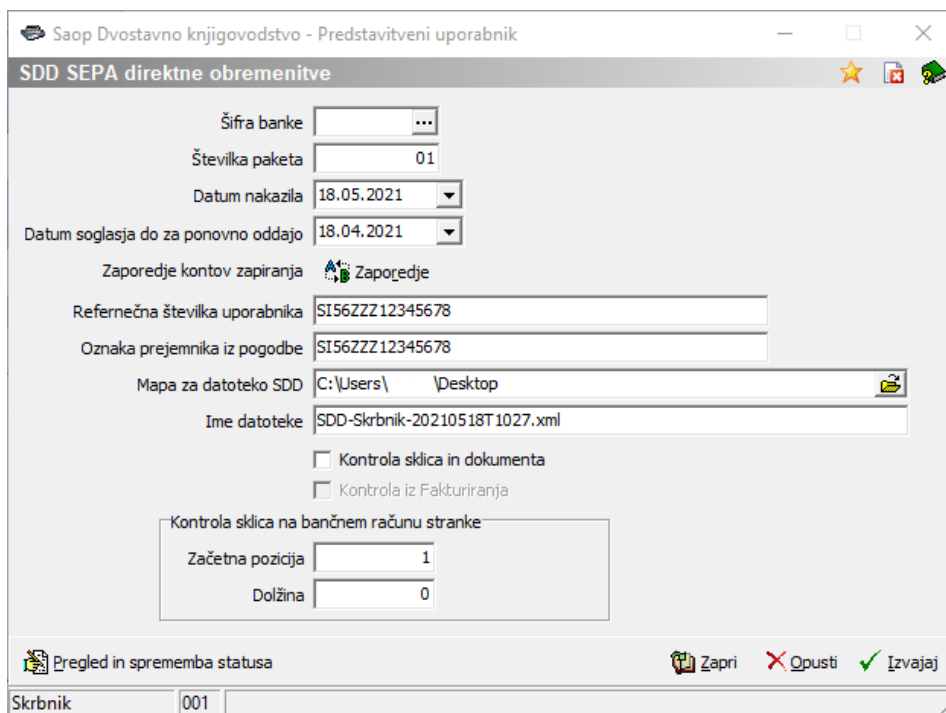 Saop Dvostavno knjigovodstvo - Predstavitveni uporabnik
SDD SEPA direktne obremenitve
Šifra banke ...
Številka paketa 01
Datum nakazila 18.05.2021
Datum soglasja do za ponovno oddajo 18.04.2021
Zaporedje kontov zapiranja Zaporedje
Refernečna številka uporabnika SI56ZZZ12345678
Oznaka prejemnika iz pogodbe SI56ZZZ12345678
Mapa za datoteko SDD C:\Users\ \Desktop
Ime datoteke SDD-Skrbnik-20210518T1027.xml
Kontrola sklica in dokumenta
Kontrola iz Fakturiranja
Kontrola sklica na bančnem računu stranke
Začetna pozicija 1
Dolžina 0
Pregled in sprememba statusa Zapri Opusti Izvajaj
Skrbnik 001